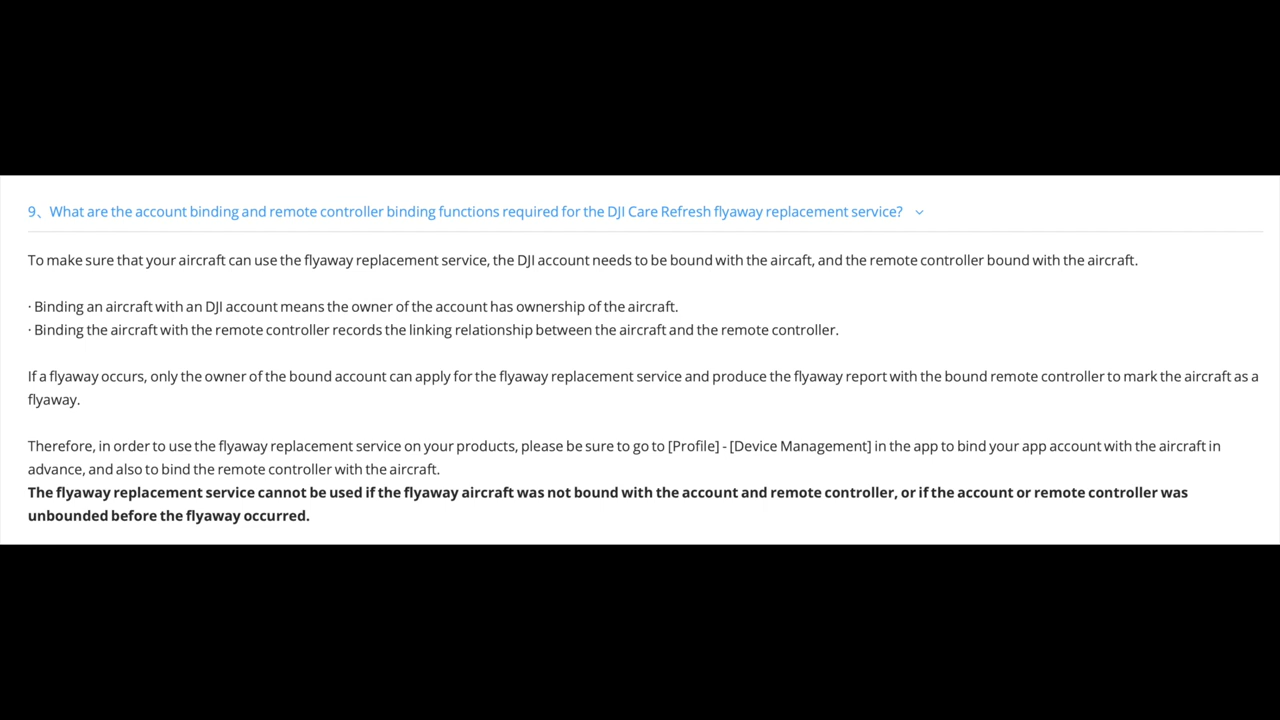 9、What are the account binding and remote controller binding functions required for the DJI Care Refresh flyaway replacement service?
To make sure that your aircraft can use the flyaway replacement service, the DJI account needs to be bound with the aircaft, and the remote controller bound with the aircraft.
· Binding an aircraft with an DJI account means the owner of the account has ownership of the aircraft.
· Binding the aircraft with the remote controller records the linking relationship between the aircraft and the remote controller.
If a flyaway occurs, only the owner of the bound account can apply for the flyaway replacement service and produce the flyaway report with the bound remote controller to mark the aircraft as a
flyaway.
Therefore, in order to use the flyaway replacement service on your products, please be sure to go to [Profile] - [Device Management] in the app to bind your app account with the aircraft in
advance, and also to bind the remote controller with the aircraft.
The flyaway replacement service cannot be used if the flyaway aircraft was not bound with the account and remote controller, or if the account or remote controller was
unbounded before the flyaway occurred.